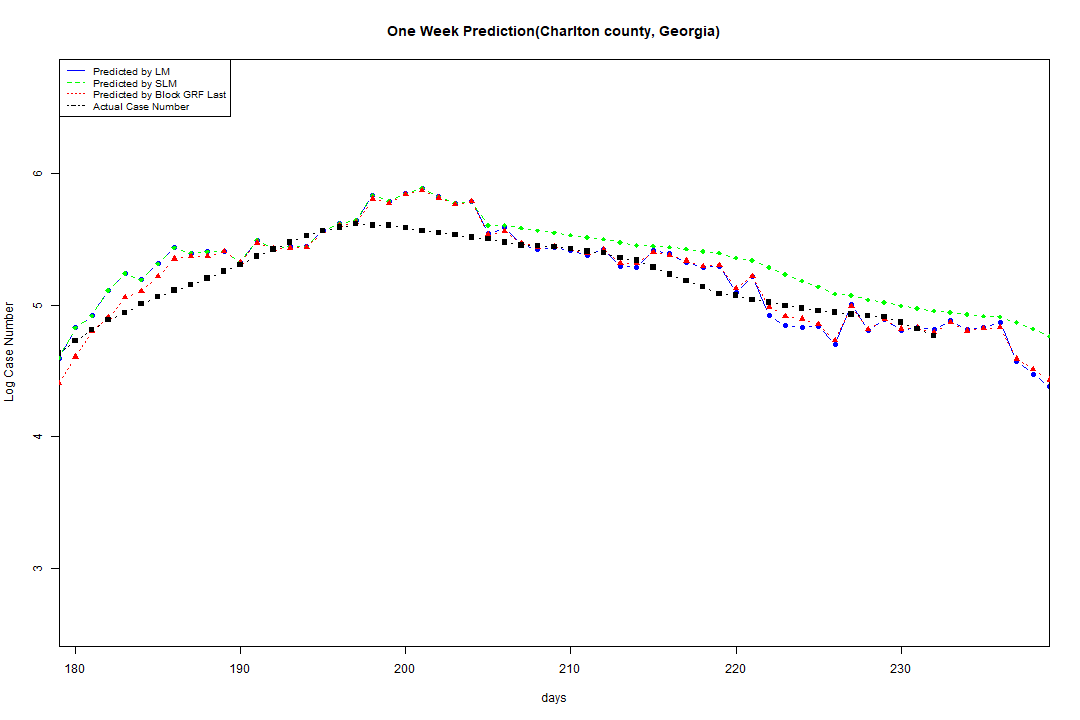 One Week Prediction(Charlton county, Georgia)
Predicted by LM
Predicted by SLM
Predicted by Block GRF Last
Actual Case Number
6
5
4
3
Log Case Number
180 190 200 210 220 230
days